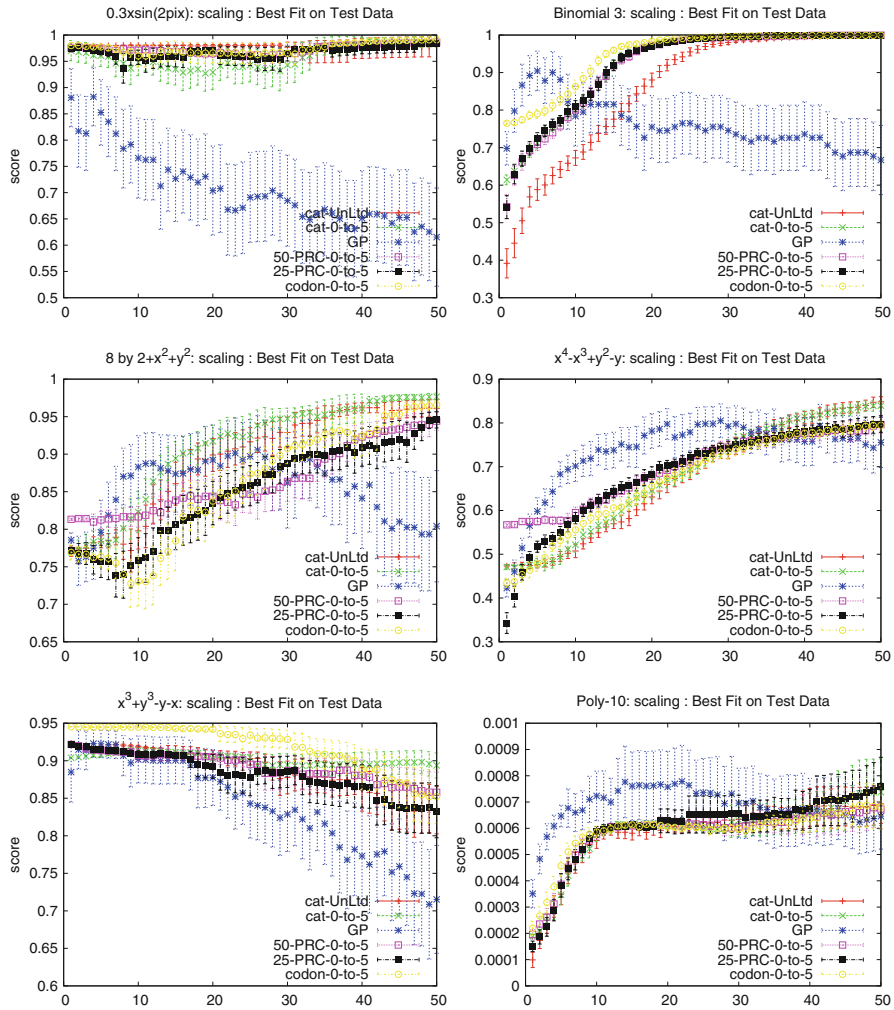 0.3xsin(2pix): scaling : Best Fit on Test Data
1
0.95
0.9
0.85
0.8
0.75
0.7
0.65
0.6
0.55
0.5
score
cat-UnLtd
cat-0-to-5
GP
50-PRC-0-to-5
25-PRC-0-to-5
codon-0-to-5
0 10 20 30 40 50
Binomial 3: scaling : Best Fit on Test Data
1
0.9
0.8
0.7
0.6
0.5
0.4
0.3
score
cat-UnLtd
cat-0-to-5
GP
50-PRC-0-to-5
25-PRC-0-to-5
codon-0-to-5
0 10 20 30 40 50
8 by 2+x²+y²: scaling : Best Fit on Test Data
1
0.95
0.9
0.85
0.8
0.75
0.7
0.65
score
cat-UnLtd
cat-0-to-5
GP
50-PRC-0-to-5
25-PRC-0-to-5
codon-0-to-5
0 10 20 30 40 50
x⁴-x³+y²-y: scaling : Best Fit on Test Data
0.9
0.8
0.7
0.6
0.5
0.4
0.3
score
cat-UnLtd
cat-0-to-5
GP
50-PRC-0-to-5
25-PRC-0-to-5
codon-0-to-5
0 10 20 30 40 50
x³+y³-y-x: scaling : Best Fit on Test Data
0.95
0.9
0.85
0.8
0.75
0.7
0.95
0.6
score
cat-UnLtd
cat-0-to-5
GP
50-PRC-0-to-5
25-PRC-0-to-5
codon-0-to-5
0 10 20 30 40 50
Poly-10: scaling : Best Fit on Test Data
0.001
0.0009
0.0008
0.0007
0.0006
0.0005
0.0004
0.0003
0.0002
0.0001
0
score
cat-UnLtd
cat-0-to-5
GP
50-PRC-0-to-5
25-PRC-0-to-5
codon-0-to-5
0 10 20 30 40 50